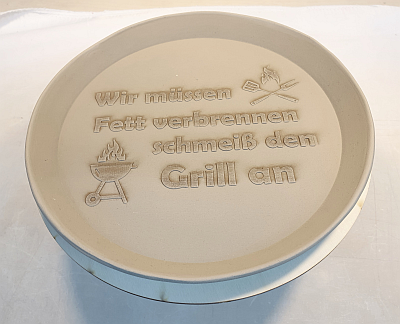 Wir müssen
Fett verbrennen
schmeiß den
Grill an